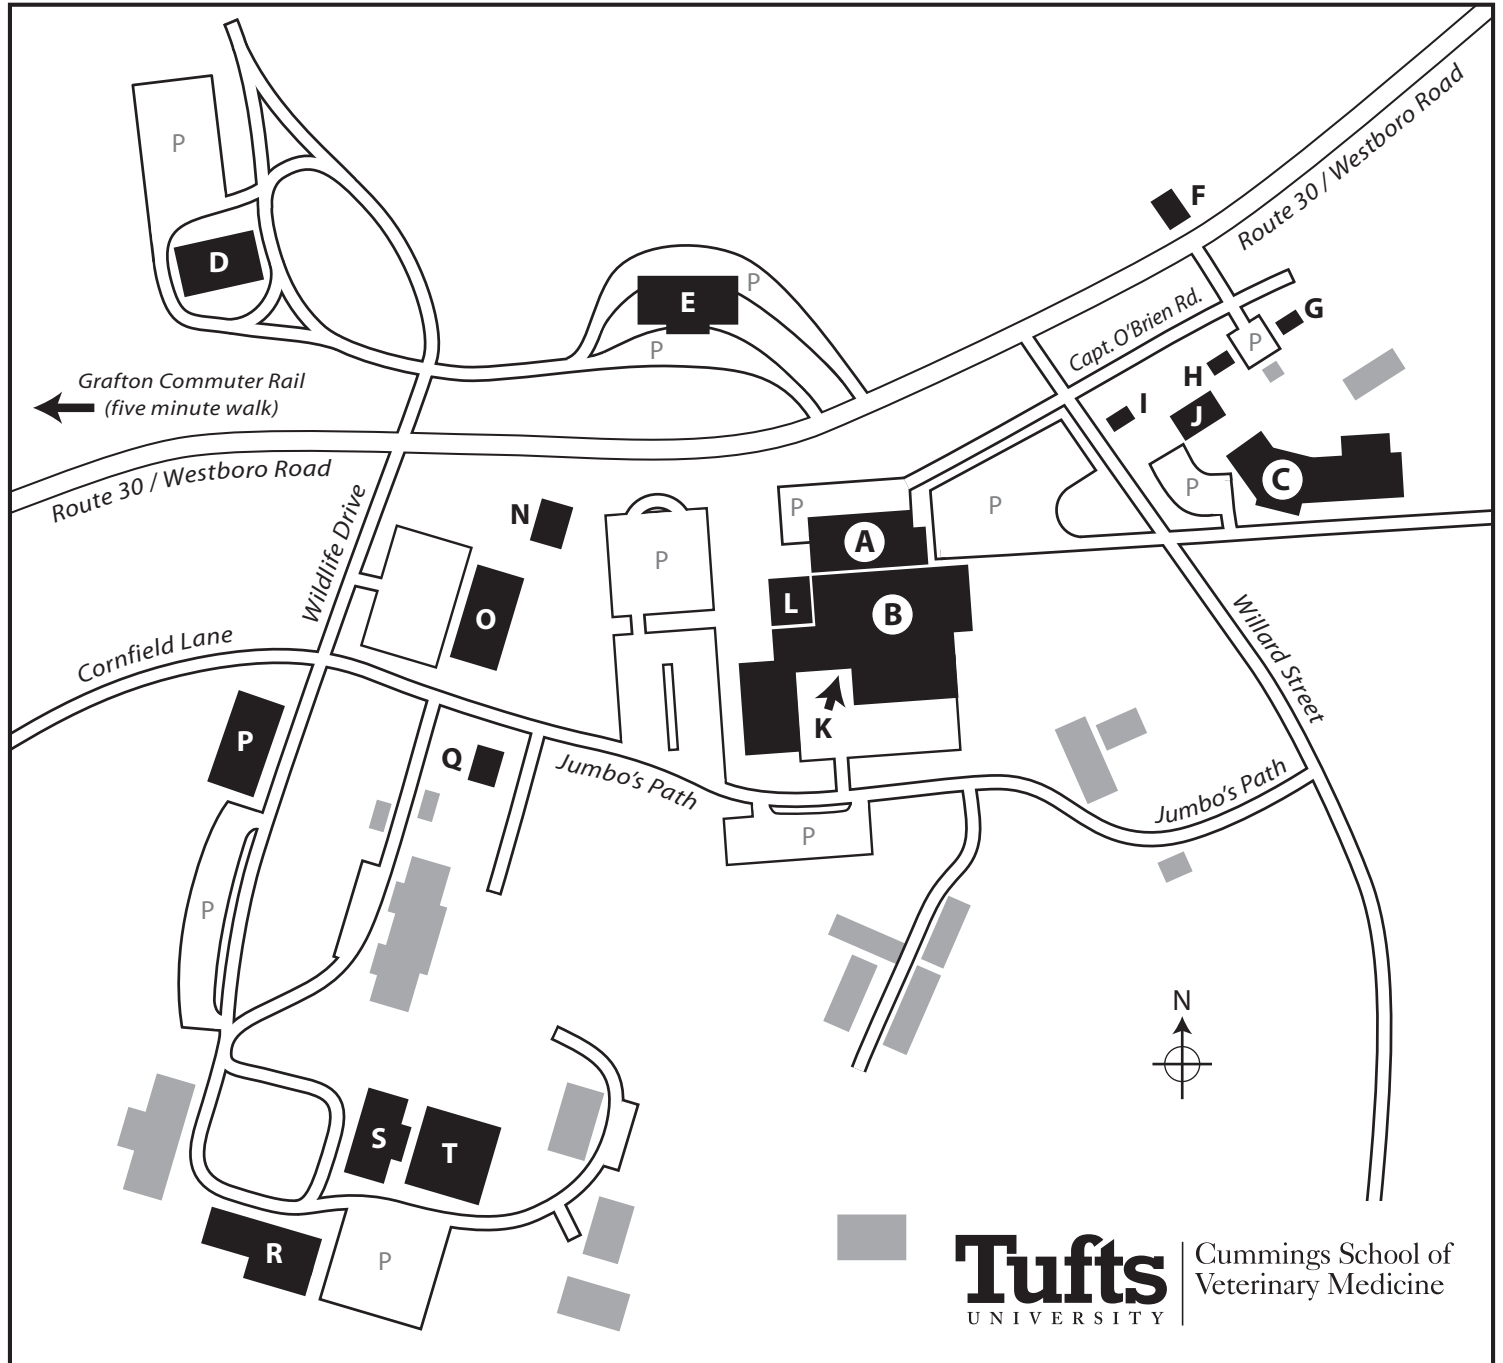 P
D
E
P
P
F
Route 30 / Westboro Road
Capt. O'Brien Rd.
G
P
H
I
J
C
P
Grafton Commuter Rail
(five minute walk)
Route 30 / Westboro Road
Wildlife Drive
N
P
P
A
P
L
B
K
O
Cornfield Lane
P
Q
Jumbo's Path
P
Willard Street
Jumbo's Path
P
N
S
T
R
P
Tufts
UNIVERSITY
Cummings School of
Veterinary Medicine